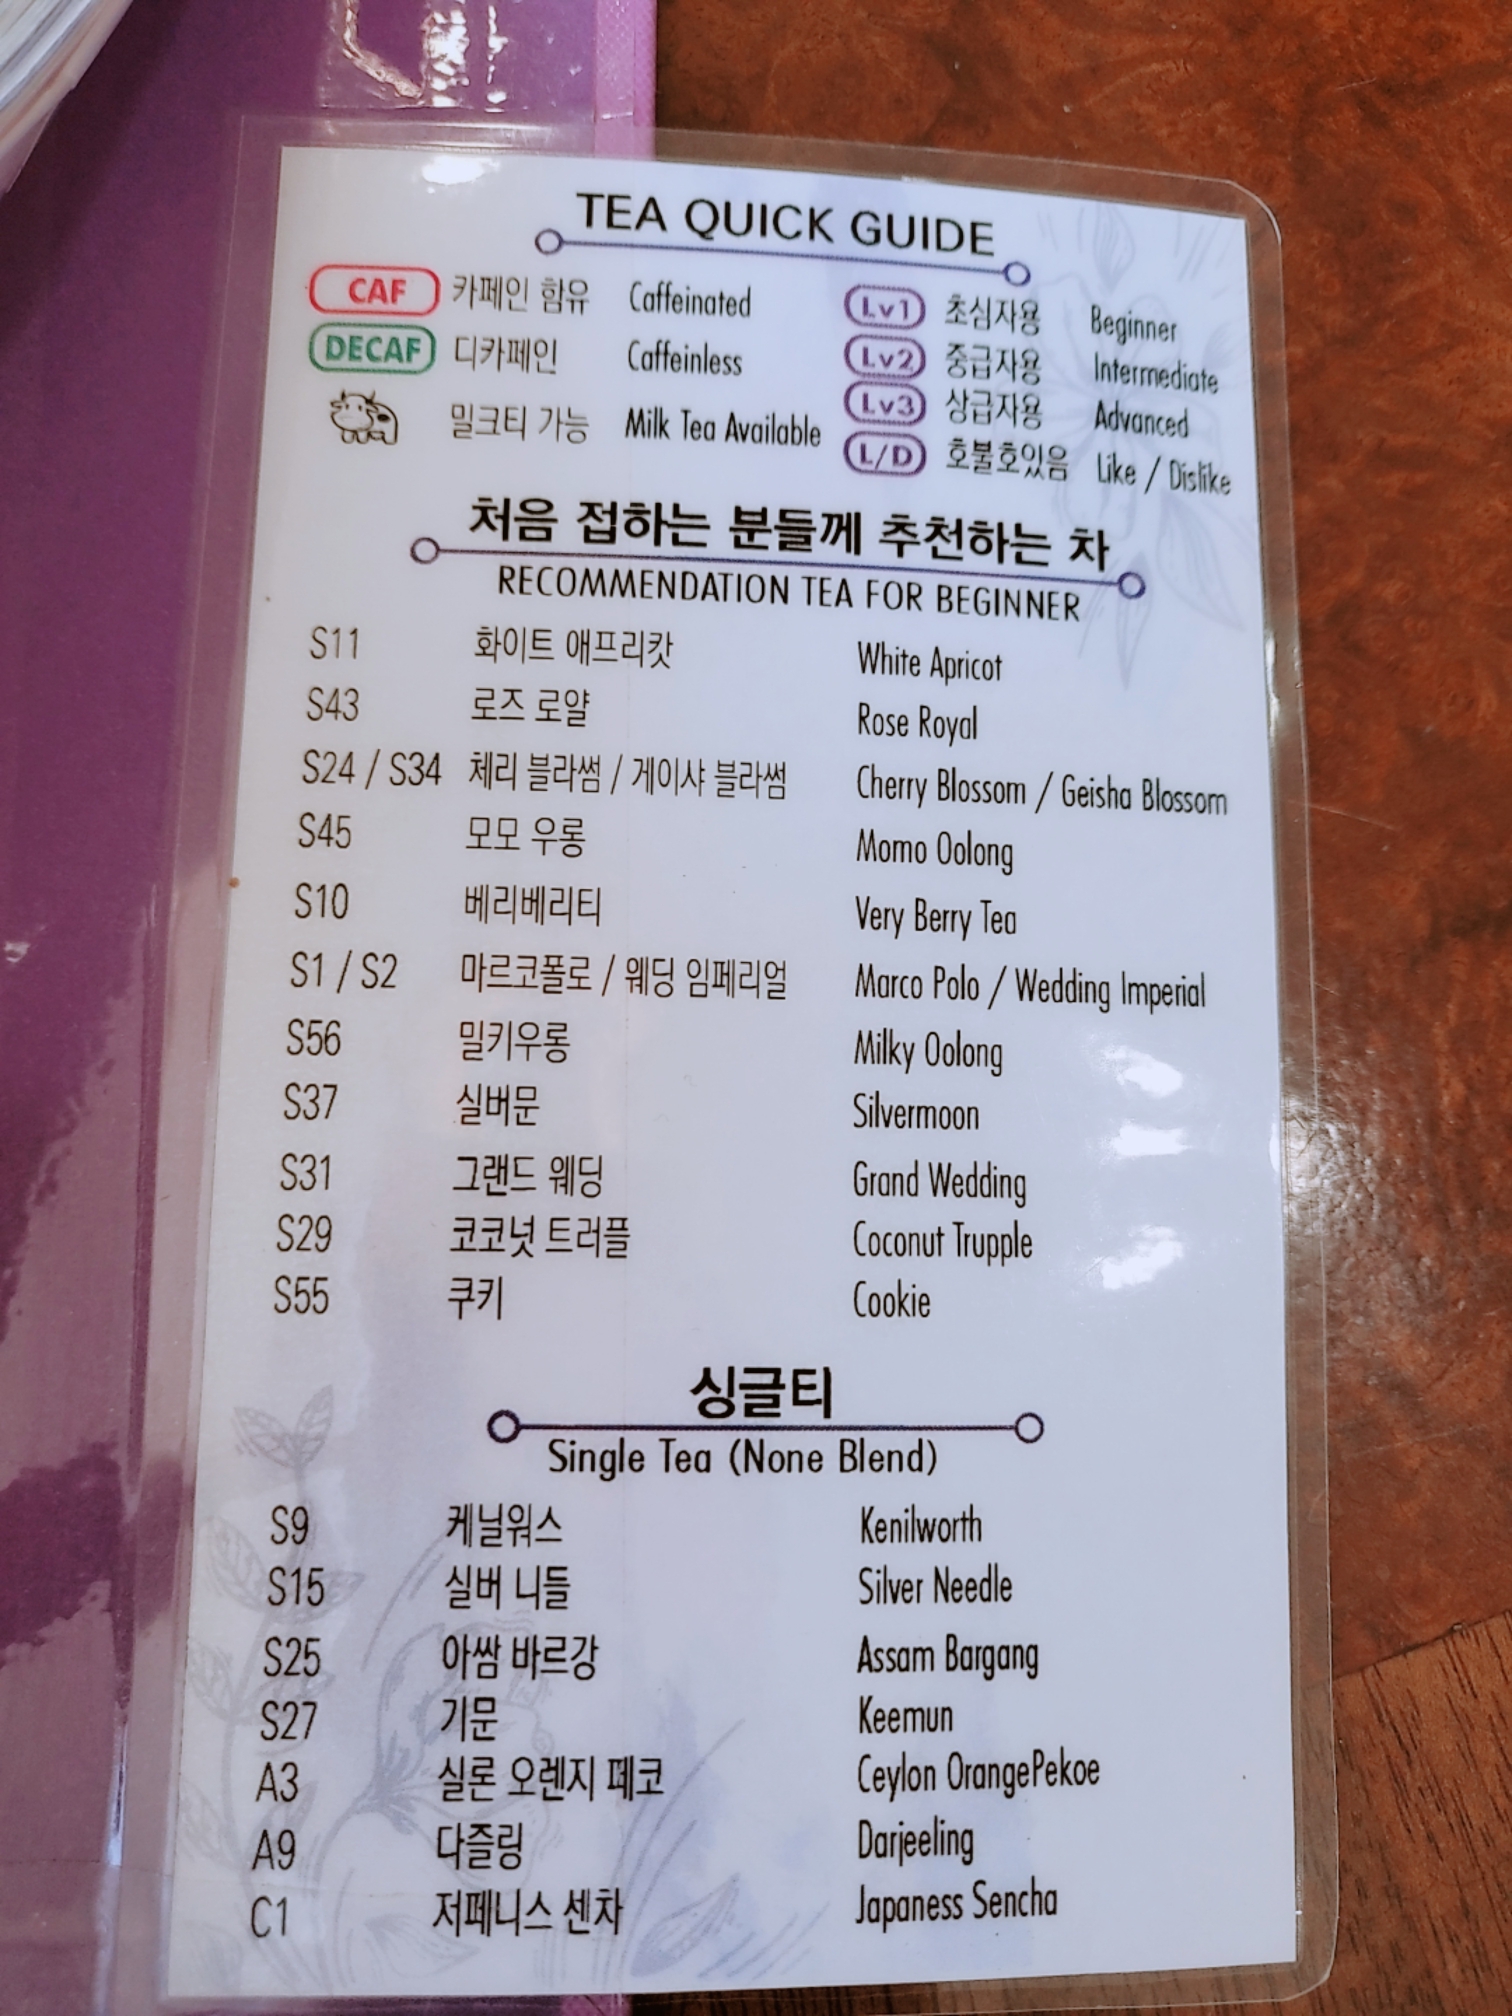 TEA QUICK GUIDE
CAF 카페인 함유 Caffeinated
DECAF 디카페인 Caffeinless
밀크티 가능 Milk Tea Available
Lv1 초심자용 Beginner
Lv2 중급자용 Intermediate
Lv3 상급자용 Advanced
L/D 호불호있음 Like / Dislike
처음 접하는 분들께 추천하는 차
RECOMMENDATION TEA FOR BEGINNER
S11 화이트 애프리캇 White Apricot
S43 로즈 로얄 Rose Royal
S24 / S34 체리 블라썸 / 게이샤 블라썸 Cherry Blossom / Geisha Blossom
S45 모모 우롱 Momo Oolong
S10 베리베리티 Very Berry Tea
S1 / S2 마르코폴로 / 웨딩 임페리얼 Marco Polo / Wedding Imperial
S56 밀키우롱 Milky Oolong
S37 실버문 Silvermoon
S31 그랜드 웨딩 Grand Wedding
S29 코코넛 트러플 Coconut Trupple
S55 쿠키 Cookie
싱글티
Single Tea (None Blend)
S9 케닐워스 Kenilworth
S15 실버 니들 Silver Needle
S25 아쌈 바르강 Assam Bargang
S27 기문 Keemun
A3 실론 오렌지 페코 Ceylon OrangePekoe
A9 다즐링 Darjeeling
C1 저페니스 센차 Japaness Sencha